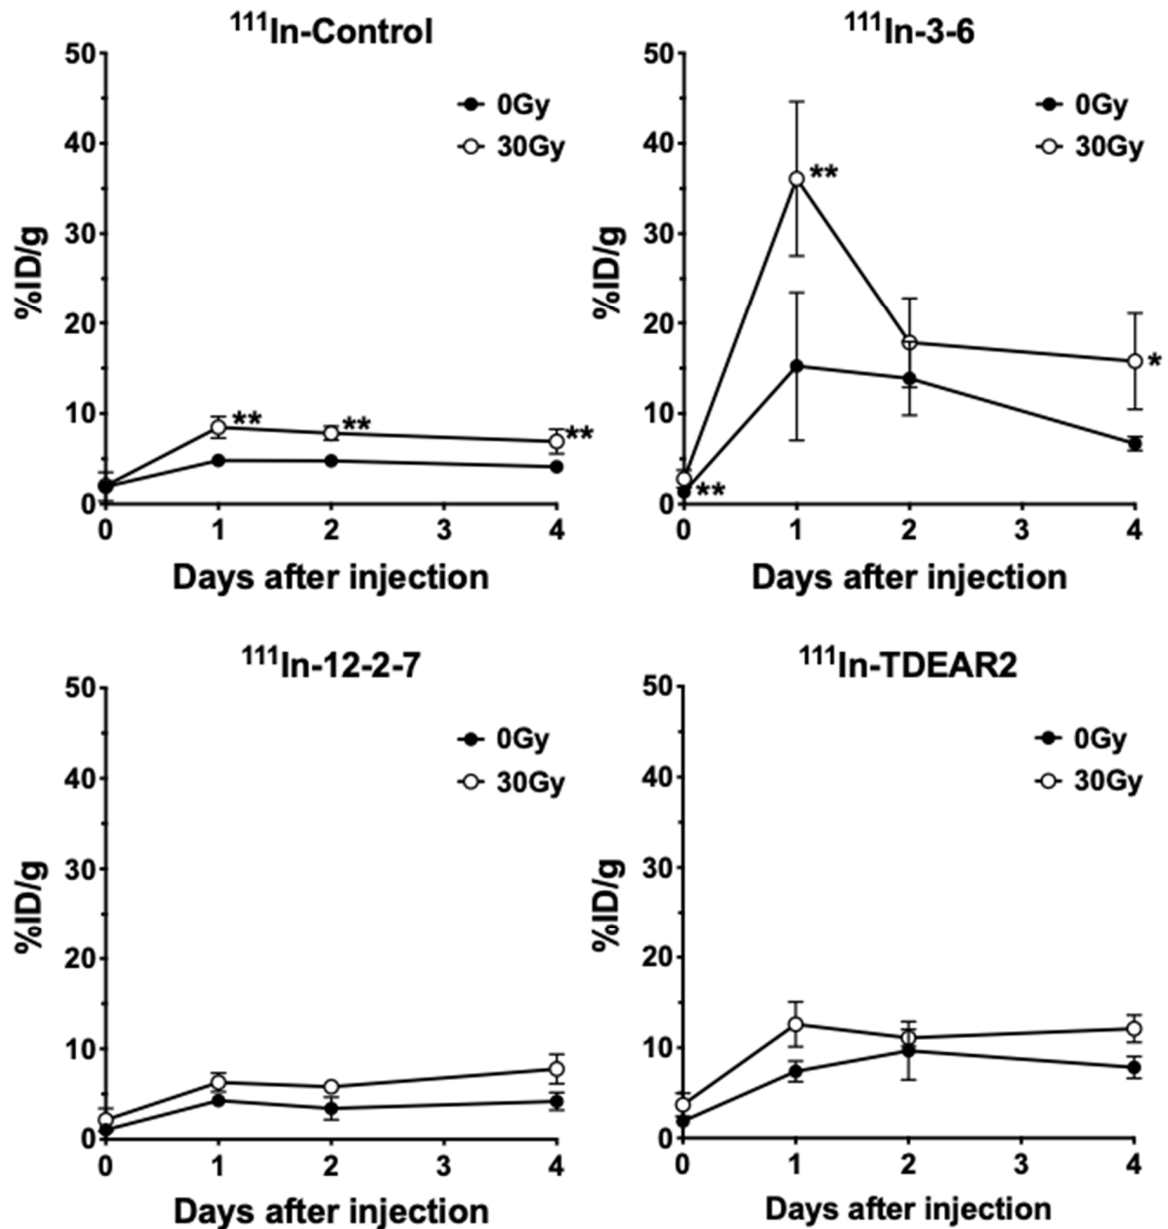 ¹¹¹In-Control
50
40
30
20
10
0
%ID/g
0Gy
30Gy
**
**
**
0 1 2 3 4
Days after injection
¹¹¹In-3-6
50
40
30
20
10
0
%ID/g
0Gy
30Gy
**
**
*
0 1 2 3 4
Days after injection
¹¹¹In-12-2-7
50
40
30
20
10
0
%ID/g
0Gy
30Gy
0 1 2 3 4
Days after injection
¹¹¹In-TDEAR2
50
40
30
20
10
0
%ID/g
0Gy
30Gy
0 1 2 3 4
Days after injection